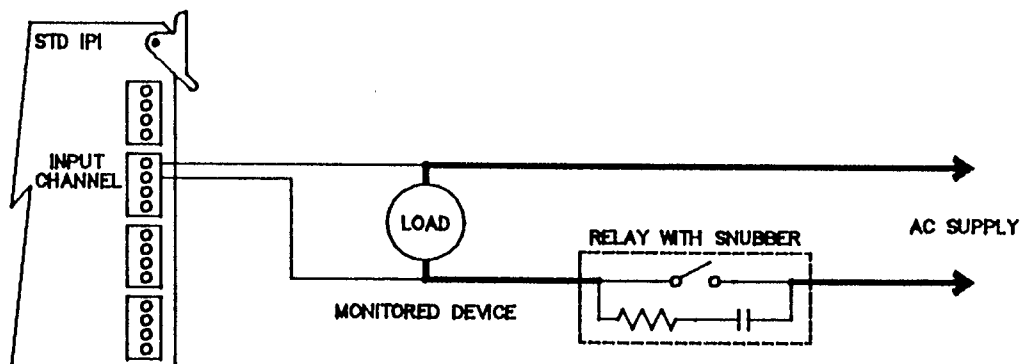 STD IPI
INPUT
CHANNEL
LOAD
AC SUPPLY
RELAY WITH SNUBBER
MONITORED DEVICE